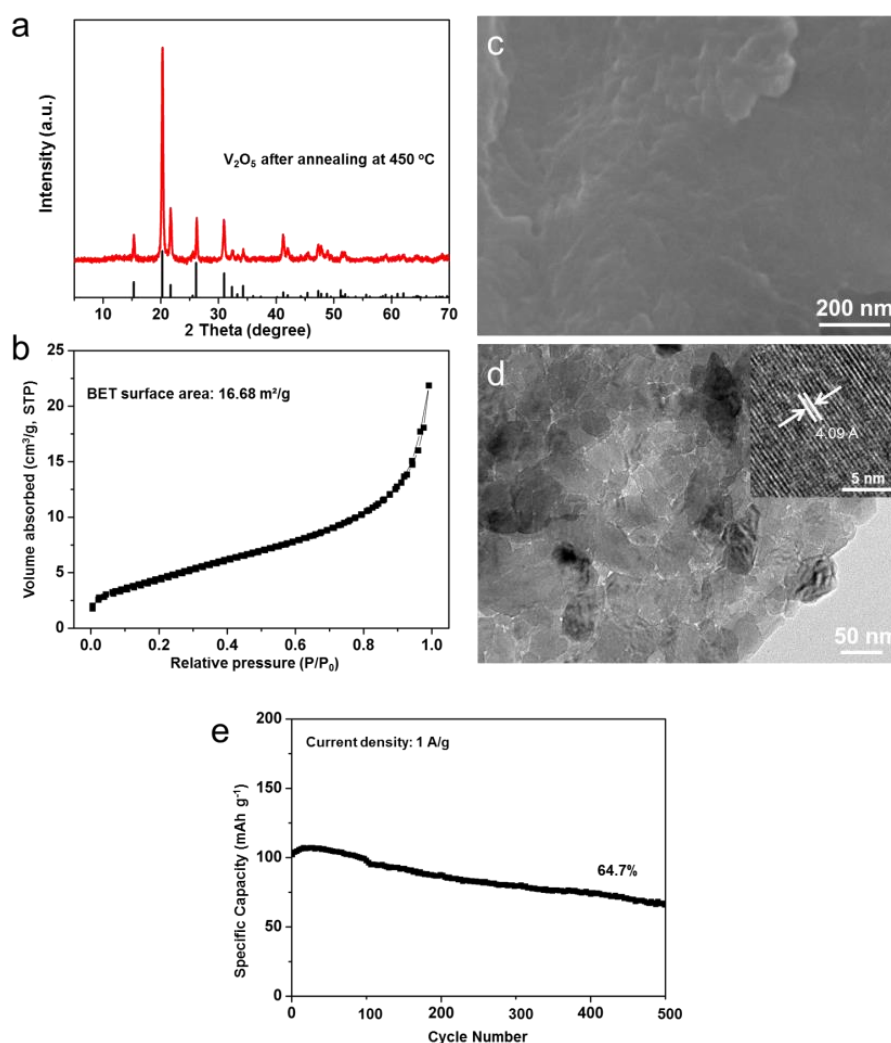 a
Intensity (a.u.)
V₂O₅ after annealing at 450 °C
10 20 30 40 50 60 70
2 Theta (degree)
b
Volume absorbed (cm³/g, STP)
25
20
15
10
5
0
BET surface area: 16.68 m²/g
0.0 0.2 0.4 0.6 0.8 1.0
Relative pressure (P/P₀)
c
200 nm
d
4.09 Å
5 nm
50 nm
e
Specific Capacity (mAh g⁻¹)
200
150
100
50
0
Current density: 1 A/g
64.7%
0 100 200 300 400 500
Cycle Number